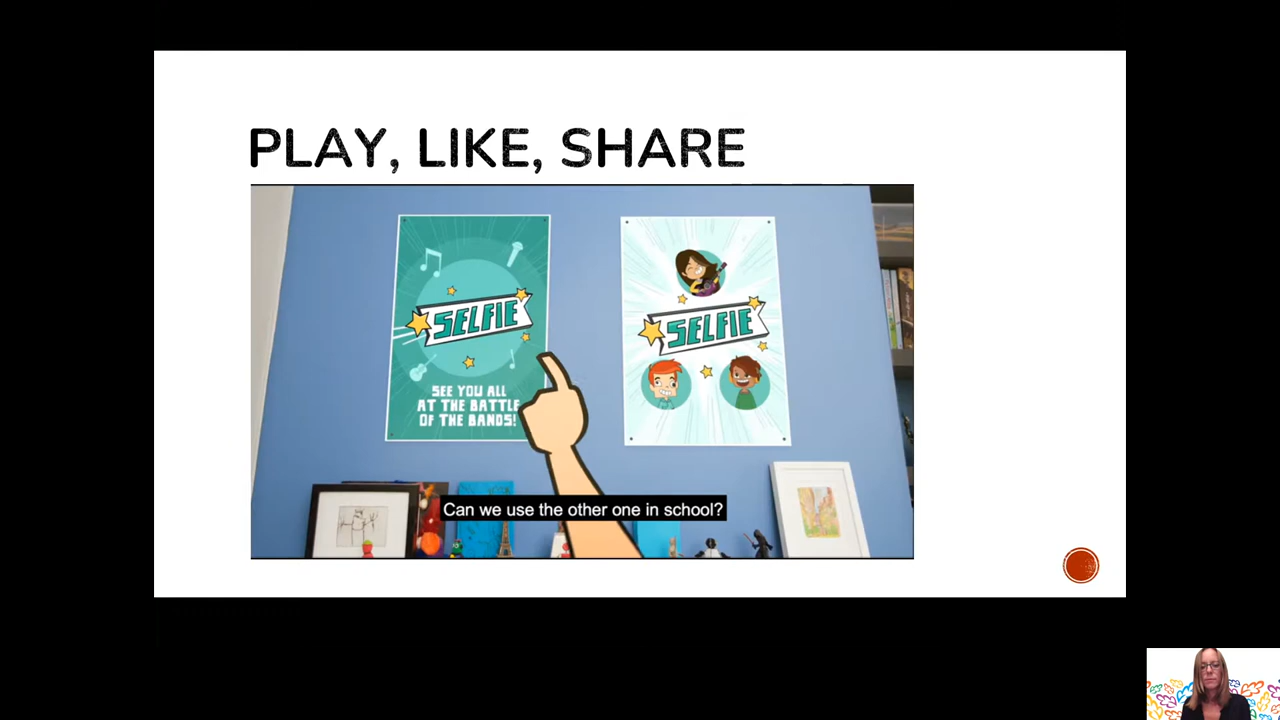 PLAY, LIKE, SHARE
SELFIE
SEE YOU ALL
AT THE BATTLE
OF THE BANDS!
SELFIE
Can we use the other one in school?